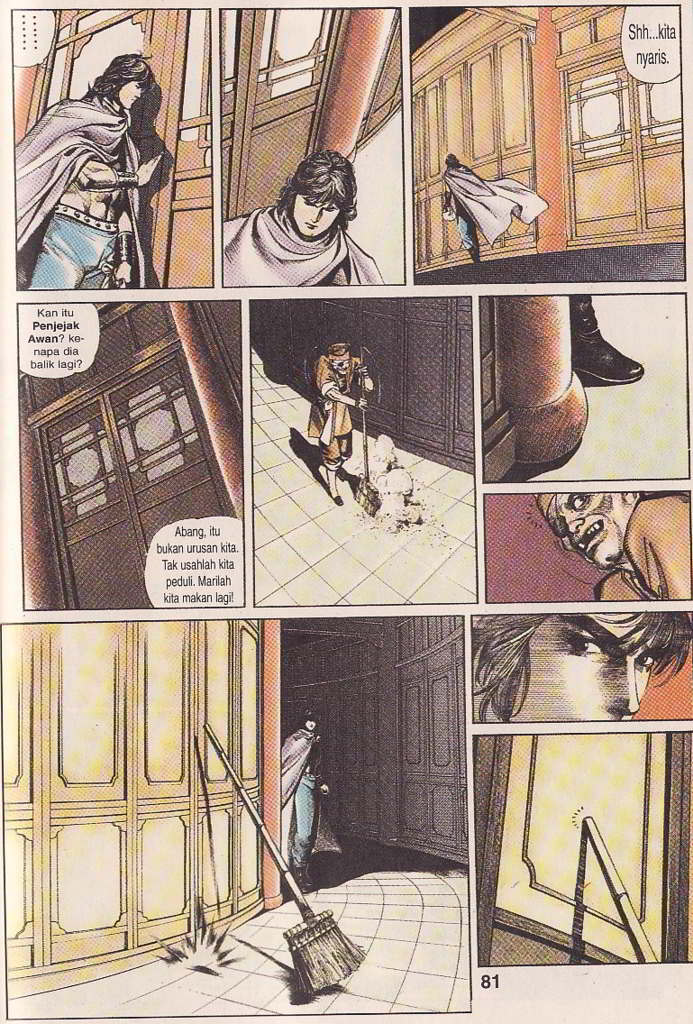 Shh...kita
nyaris.
Kan itu
Penjejak
Awan? ke-
napa dia
balik lagi?
Abang, itu
bukan urusan kita.
Tak usahlah kita
peduli. Marilah
kita makan lagi!
81